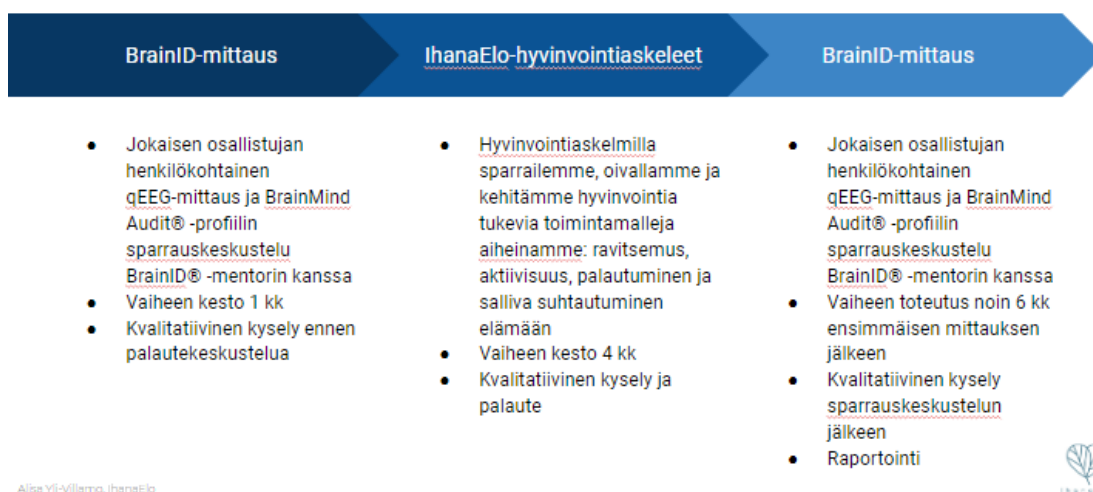 BrainID-mittaus
IhanaElo-hyvinvointiaskeleet
BrainID-mittaus
● Jokaisen osallistujan
henkilökohtainen
qEEG-mittaus ja BrainMind
Audit® -profiilin
sparrauskeskustelu
BrainID® -mentorin kanssa
● Vaiheen kesto 1 kk
● Kvalitatiivinen kysely ennen
palautekeskustelua
● Hyvinvointiaskelmilla
sparrailemme, oivallamme ja
kehitämme hyvinvointia
tukevia toimintamalleja
aiheinamme: ravitsemus,
aktiivisuus, palautuminen ja
salliva suhtautuminen
elämään
● Vaiheen kesto 4 kk
● Kvalitatiivinen kysely ja
palaute
● Jokaisen osallistujan
henkilökohtainen
qEEG-mittaus ja BrainMind
Audit® -profiilin
sparrauskeskustelu
BrainID® -mentorin kanssa
● Vaiheen toteutus noin 6 kk
ensimmäisen mittauksen
jälkeen
● Kvalitatiivinen kysely
sparrauskeskustelun
jälkeen
● Raportointi
Alisa Yli-Villamo, IhanaElo